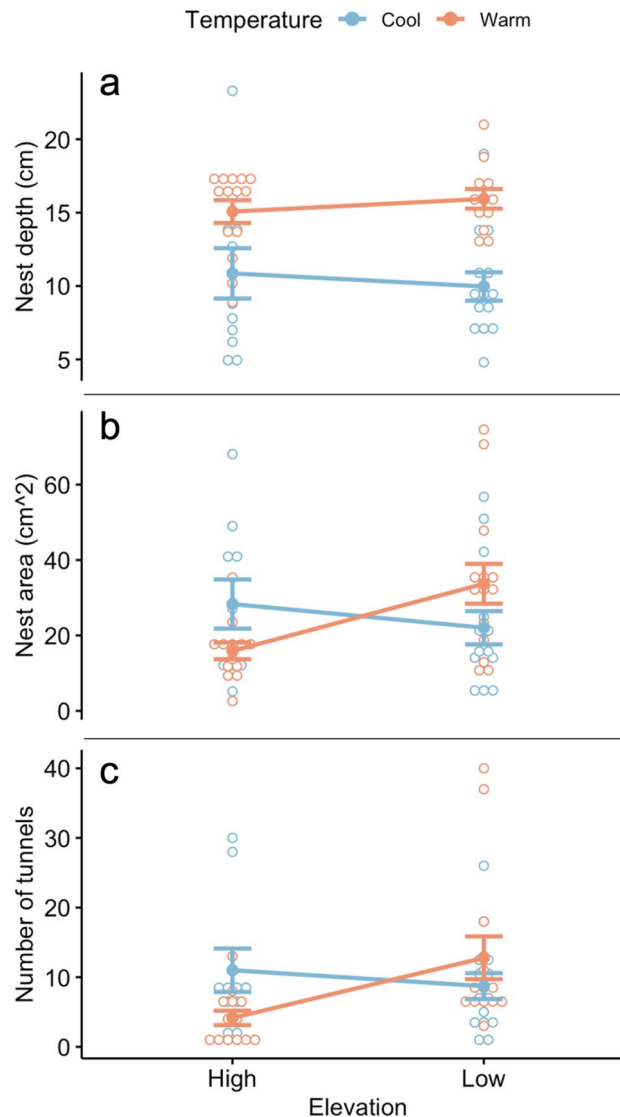 Temperature Cool Warm
a
Nest depth (cm)
20
15
10
5
b
Nest area (cm^2)
60
40
20
0
c
Number of tunnels
40
30
20
10
0
High Low
Elevation